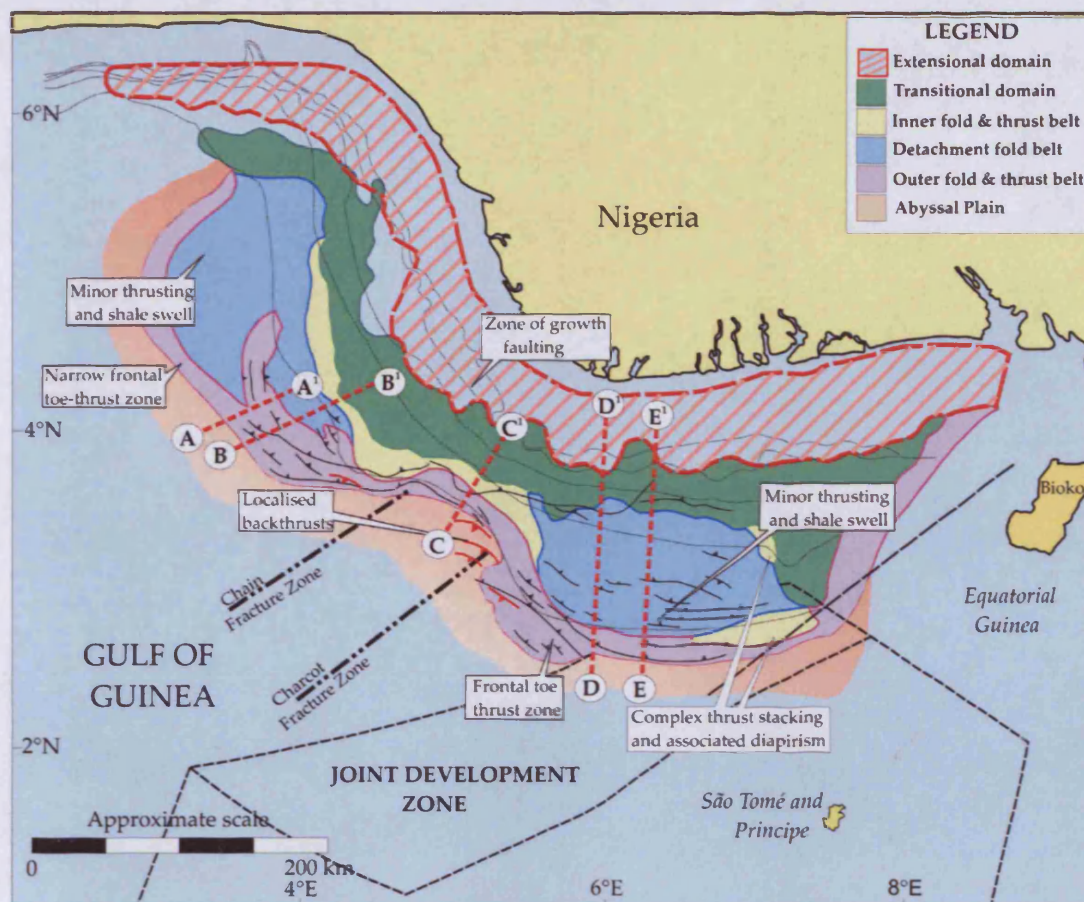 LEGEND
Extensional domain
Transitional domain
Inner fold & thrust belt
Detachment fold belt
Outer fold & thrust belt
Abyssal Plain
6°N
Nigeria
Minor thrusting
and shale swell
Zone of growth
faulting
Narrow frontal
toe-thrust zone
A¹
B¹
D¹
E¹
4°N
A
B
C¹
Minor thrusting
and shale swell
Bioko
Localised
backthrusts
C
Chain
Fracture Zone
Equatorial
Guinea
GULF OF
GUINEA
Charcot
Fracture Zone
Frontal toe
thrust zone
D
E
Complex thrust stacking
and associated diapirism
2°N
JOINT DEVELOPMENT
ZONE
São Tomé and
Principe
Approximate scale
0
200 km
4°E
6°E
8°E